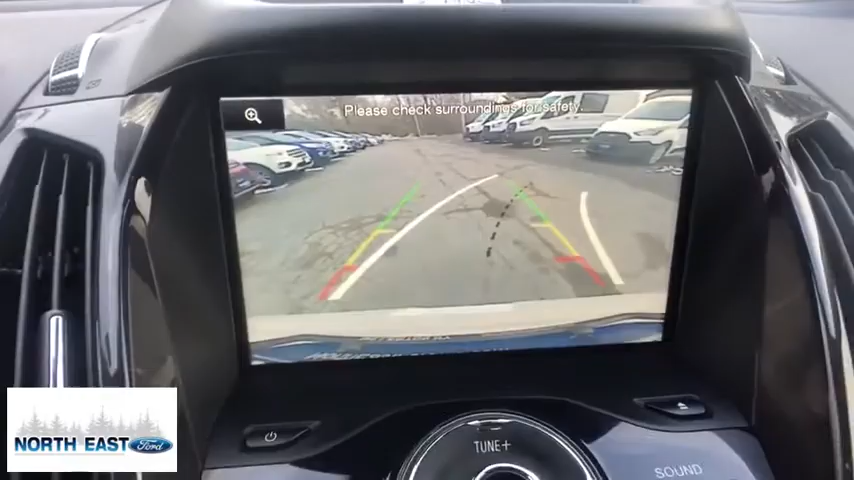 Please check surroundings for safety.
TUNE+
SOUND
NORTH EAST Ford